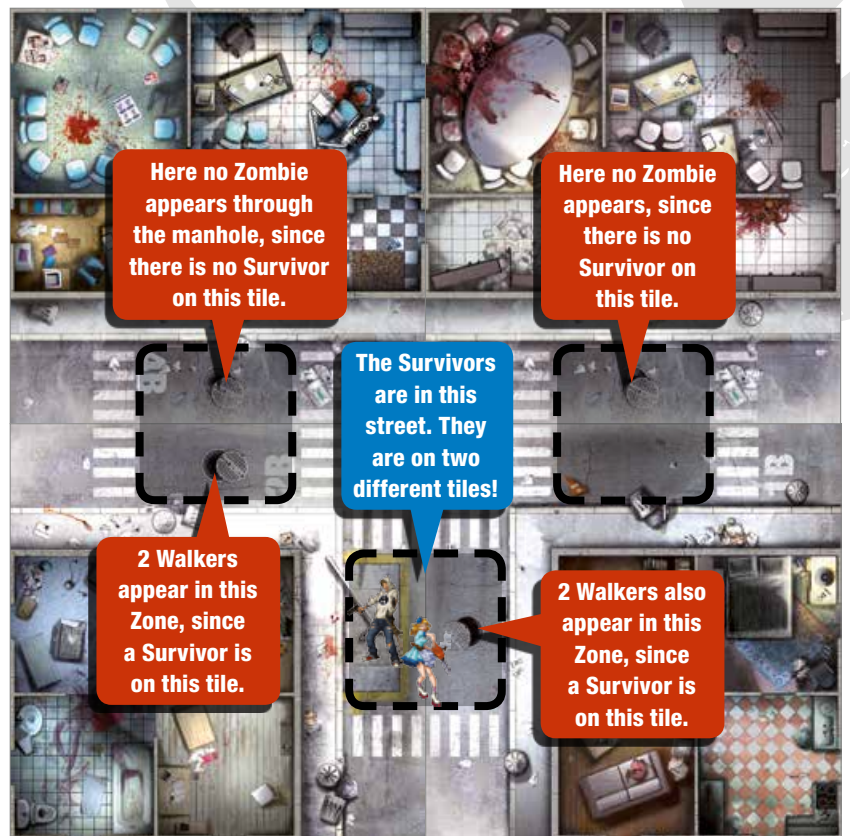 Here no Zombie
appears through
the manhole, since
there is no Survivor
on this tile.
Here no Zombie
appears, since
there is no
Survivor on
this tile.
The Survivors
are in this
street. They
are on two
different tiles!
2 Walkers
appear in this
Zone, since
a Survivor is
on this tile.
2 Walkers also
appear in this
Zone, since
a Survivor is
on this tile.
1B